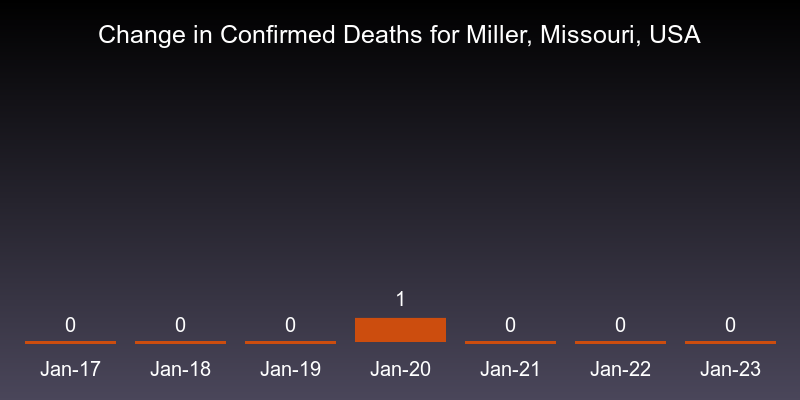 Change in Confirmed Deaths for Miller, Missouri, USA
0 0 0 1 0 0 0
Jan-17 Jan-18 Jan-19 Jan-20 Jan-21 Jan-22 Jan-23